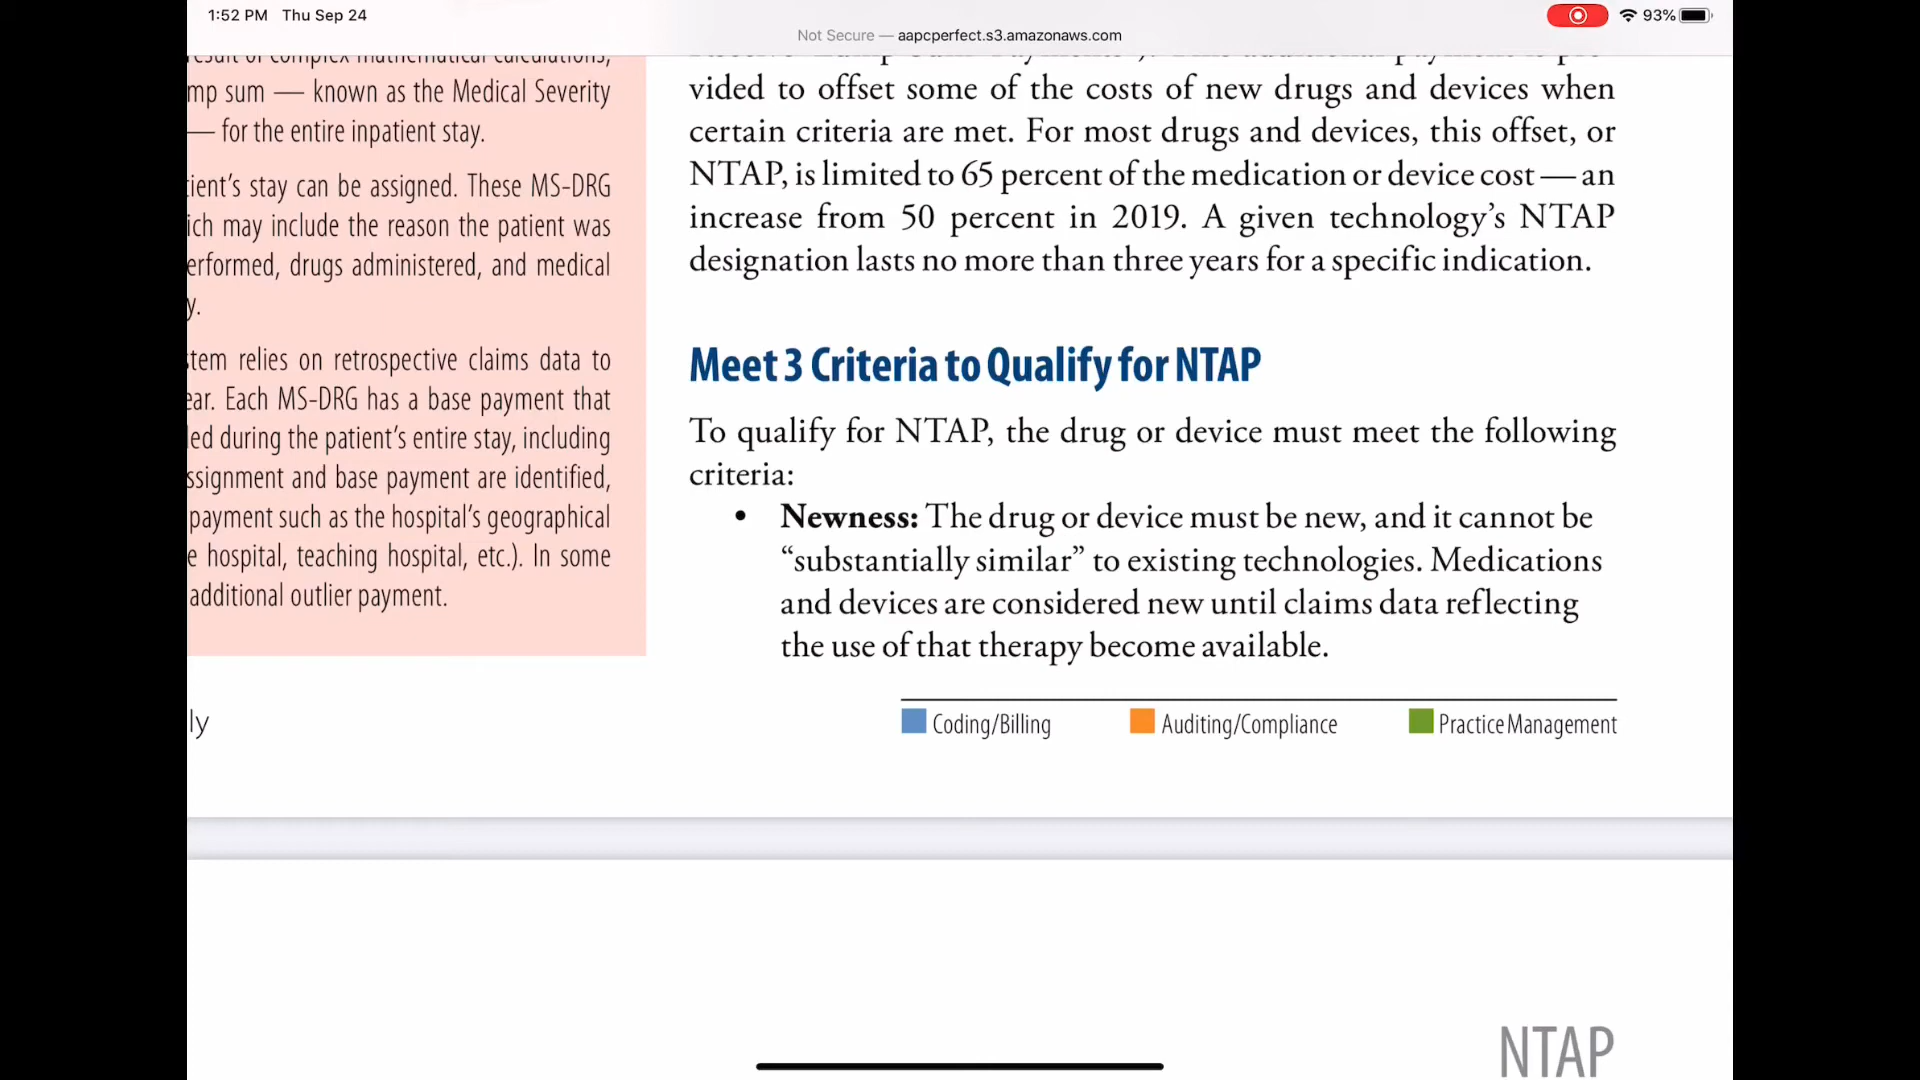 1:52 PM Thu Sep 24
93%
Not Secure — aapcperfect.s3.amazonaws.com
result of complex mathematical calculations,
mp sum — known as the Medical Severity
— for the entire inpatient stay.
tient’s stay can be assigned. These MS-DRG
ich may include the reason the patient was
erformed, drugs administered, and medical
y.
stem relies on retrospective claims data to
ear. Each MS-DRG has a base payment that
led during the patient’s entire stay, including
ssignment and base payment are identified,
payment such as the hospital’s geographical
e hospital, teaching hospital, etc.). In some
additional outlier payment.
ly
vided to offset some of the costs of new drugs and devices when
certain criteria are met. For most drugs and devices, this offset, or
NTAP, is limited to 65 percent of the medication or device cost — an
increase from 50 percent in 2019. A given technology’s NTAP
designation lasts no more than three years for a specific indication.
Meet 3 Criteria to Qualify for NTAP
To qualify for NTAP, the drug or device must meet the following
criteria:
• Newness: The drug or device must be new, and it cannot be
“substantially similar” to existing technologies. Medications
and devices are considered new until claims data reflecting
the use of that therapy become available.
Coding/Billing Auditing/Compliance Practice Management
NTAP